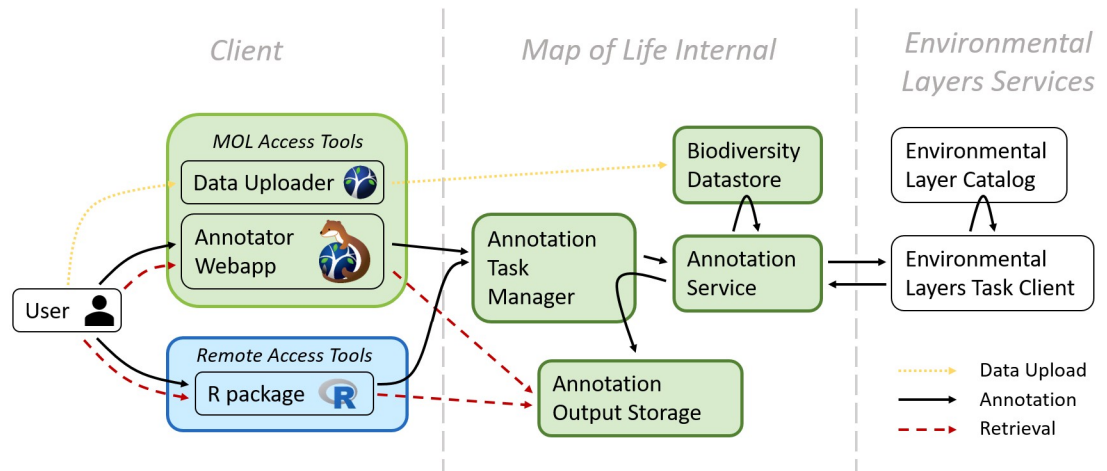 Client
Map of Life Internal
Environmental
Layers Services
MOL Access Tools
Data Uploader
Annotator
Webapp
User
Remote Access Tools
R package
R
Annotation
Task
Manager
Biodiversity
Datastore
Annotation
Service
Annotation
Output Storage
Environmental
Layer Catalog
Environmental
Layers Task Client
Data Upload
Annotation
Retrieval